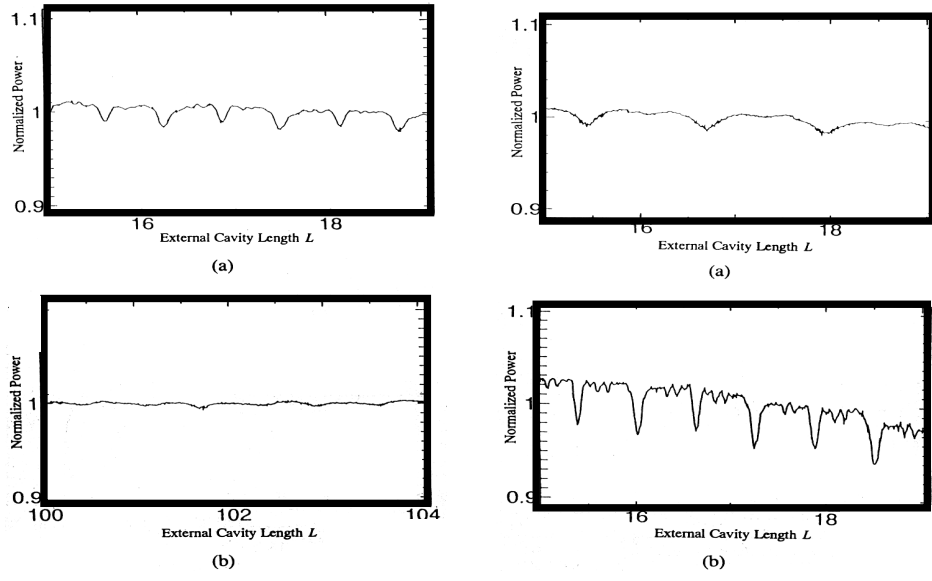 1.1
1
0.9
Normalized Power
16 18
External Cavity Length L
(a)
1.1
1
0.9
Normalized Power
16 18
External Cavity Length L
(a)
1
0.9
Normalized Power
100 102 104
External Cavity Length L
(b)
1.1
1
0.9
Normalized Power
16 18
External Cavity Length L
(b)